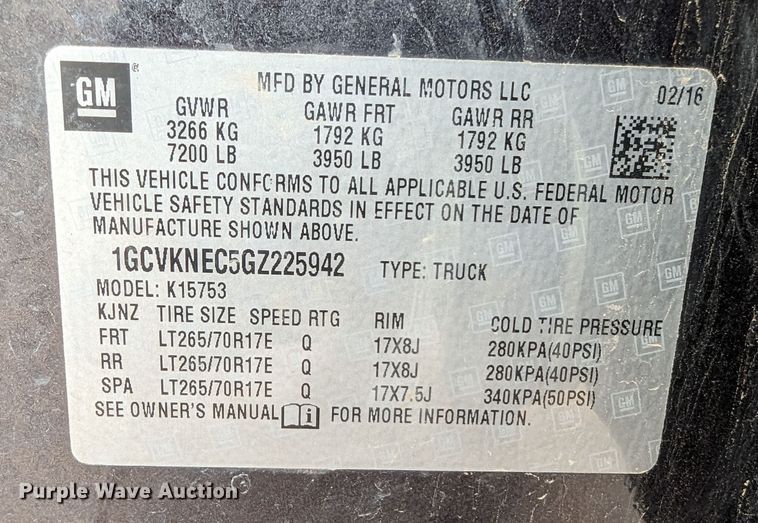 GM
MFD BY GENERAL MOTORS LLC 02/16
GVWR GAWR FRT GAWR RR
3266 KG 1792 KG 1792 KG
7200 LB 3950 LB 3950 LB
THIS VEHICLE CONFORMS TO ALL APPLICABLE U.S. FEDERAL MOTOR
VEHICLE SAFETY STANDARDS IN EFFECT ON THE DATE OF
MANUFACTURE SHOWN ABOVE.
1GCVKNEC5GZ225942 TYPE: TRUCK
MODEL: K15753
KJNZ TIRE SIZE SPEED RTG RIM COLD TIRE PRESSURE
FRT LT265/70R17E Q 17X8J 280KPA(40PSI)
RR LT265/70R17E Q 17X8J 280KPA(40PSI)
SPA LT265/70R17E Q 17X7.5J 340KPA(50PSI)
SEE OWNER'S MANUAL i FOR MORE INFORMATION.
Purple Wave Auction